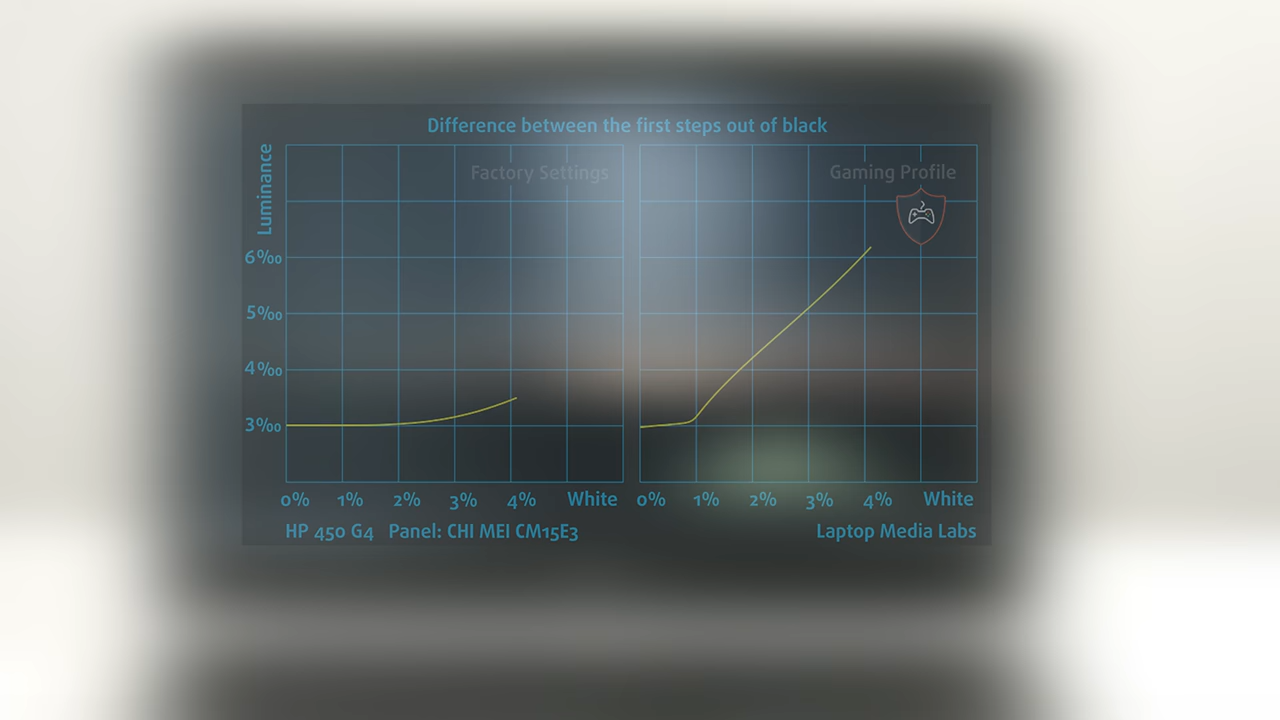 Difference between the first steps out of black
Luminance
Factory Settings
Gaming Profile
6‰
5‰
4‰
3‰
0% 1% 2% 3% 4% White
0% 1% 2% 3% 4% White
HP 450 G4 Panel: CHI MEI CM15E3
Laptop Media Labs